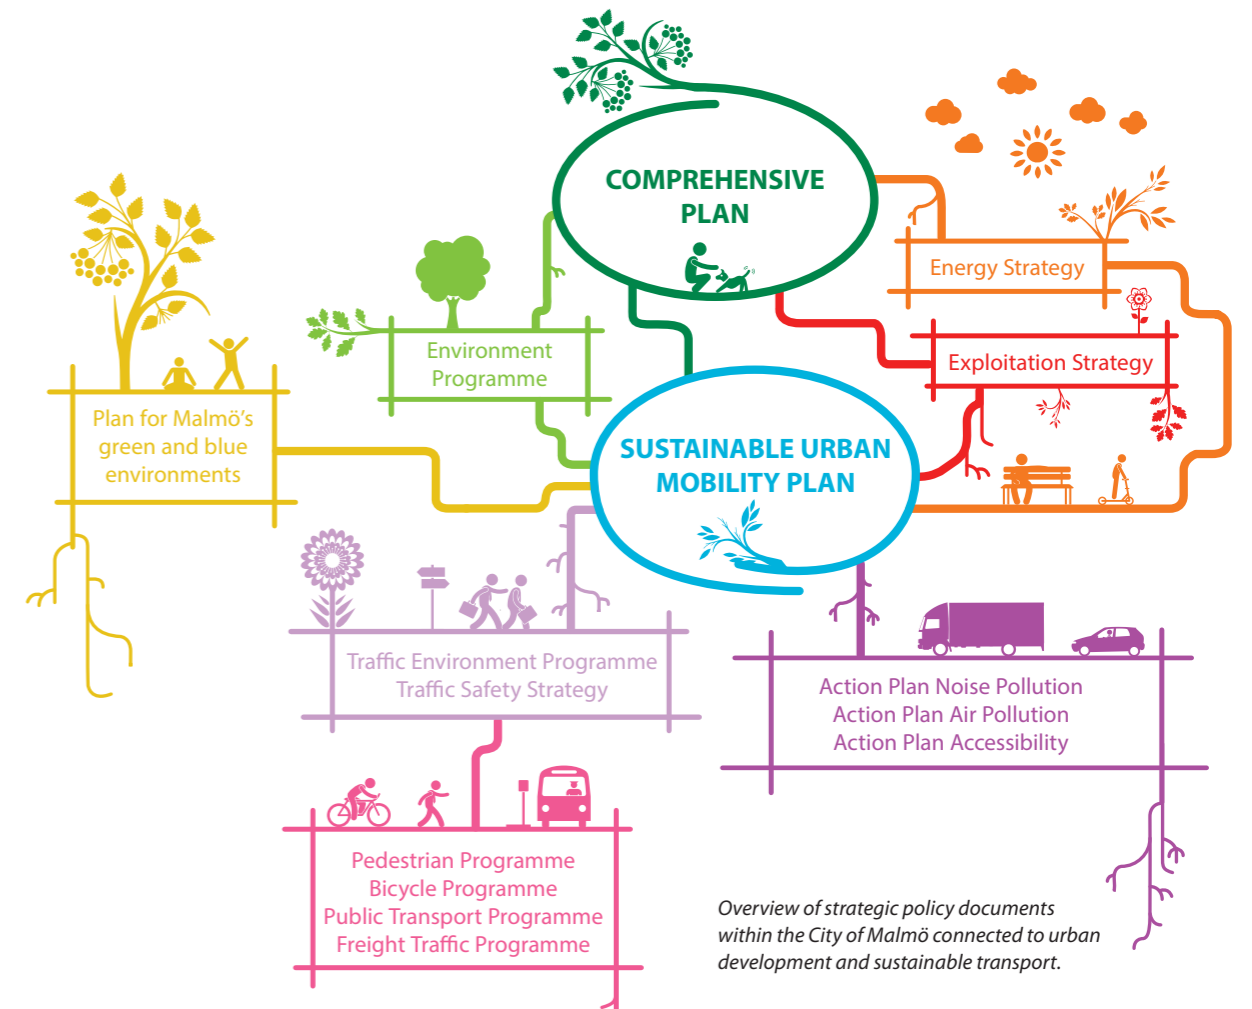 COMPREHENSIVE
PLAN
Energy Strategy
Environment
Programme
Exploitation Strategy
Plan for Malmö's
green and blue
environments
SUSTAINABLE URBAN
MOBILITY PLAN
Traffic Environment Programme
Traffic Safety Strategy
Action Plan Noise Pollution
Action Plan Air Pollution
Action Plan Accessibility
Pedestrian Programme
Bicycle Programme
Public Transport Programme
Freight Traffic Programme
Overview of strategic policy documents
within the City of Malmö connected to urban
development and sustainable transport.